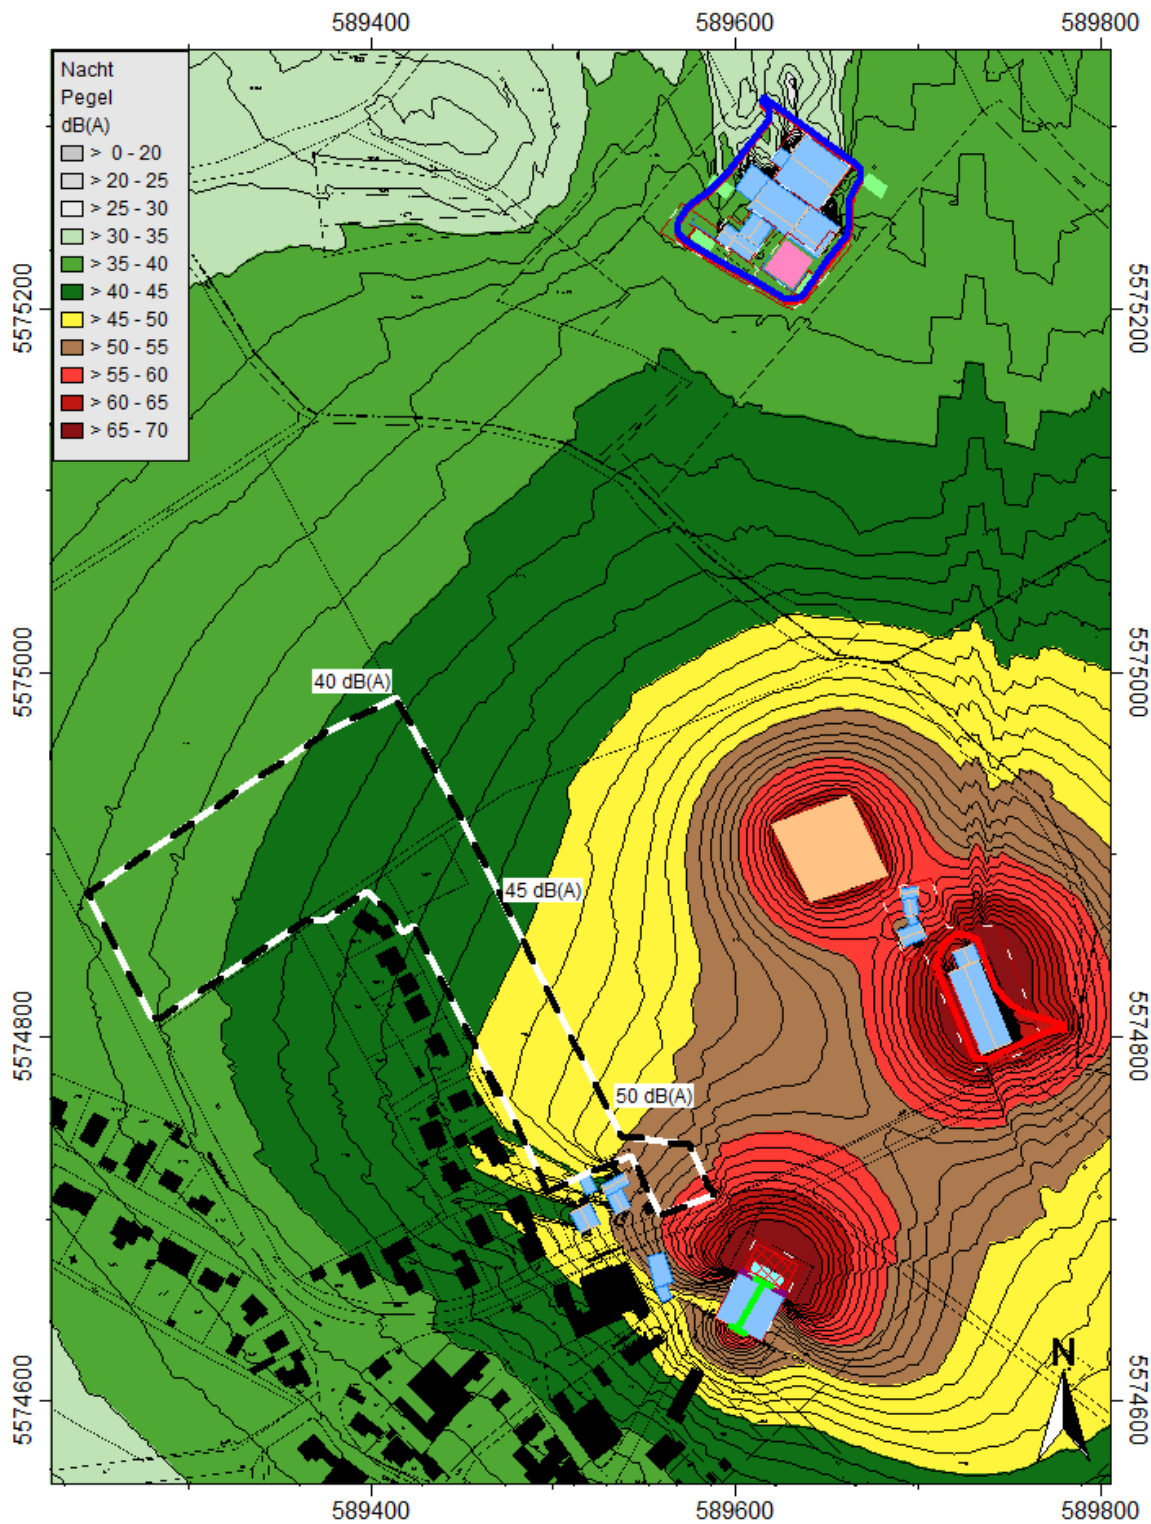 589400 589600 589800
Nacht
Pegel
dB(A)
> 0 - 20
> 20 - 25
> 25 - 30
> 30 - 35
> 35 - 40
> 40 - 45
> 45 - 50
> 50 - 55
> 55 - 60
> 60 - 65
> 65 - 70
5575200 5575200
5575000 5575000
40 dB(A)
45 dB(A)
5574800 5574800
50 dB(A)
N
5574600 5574600
589400 589600 589800